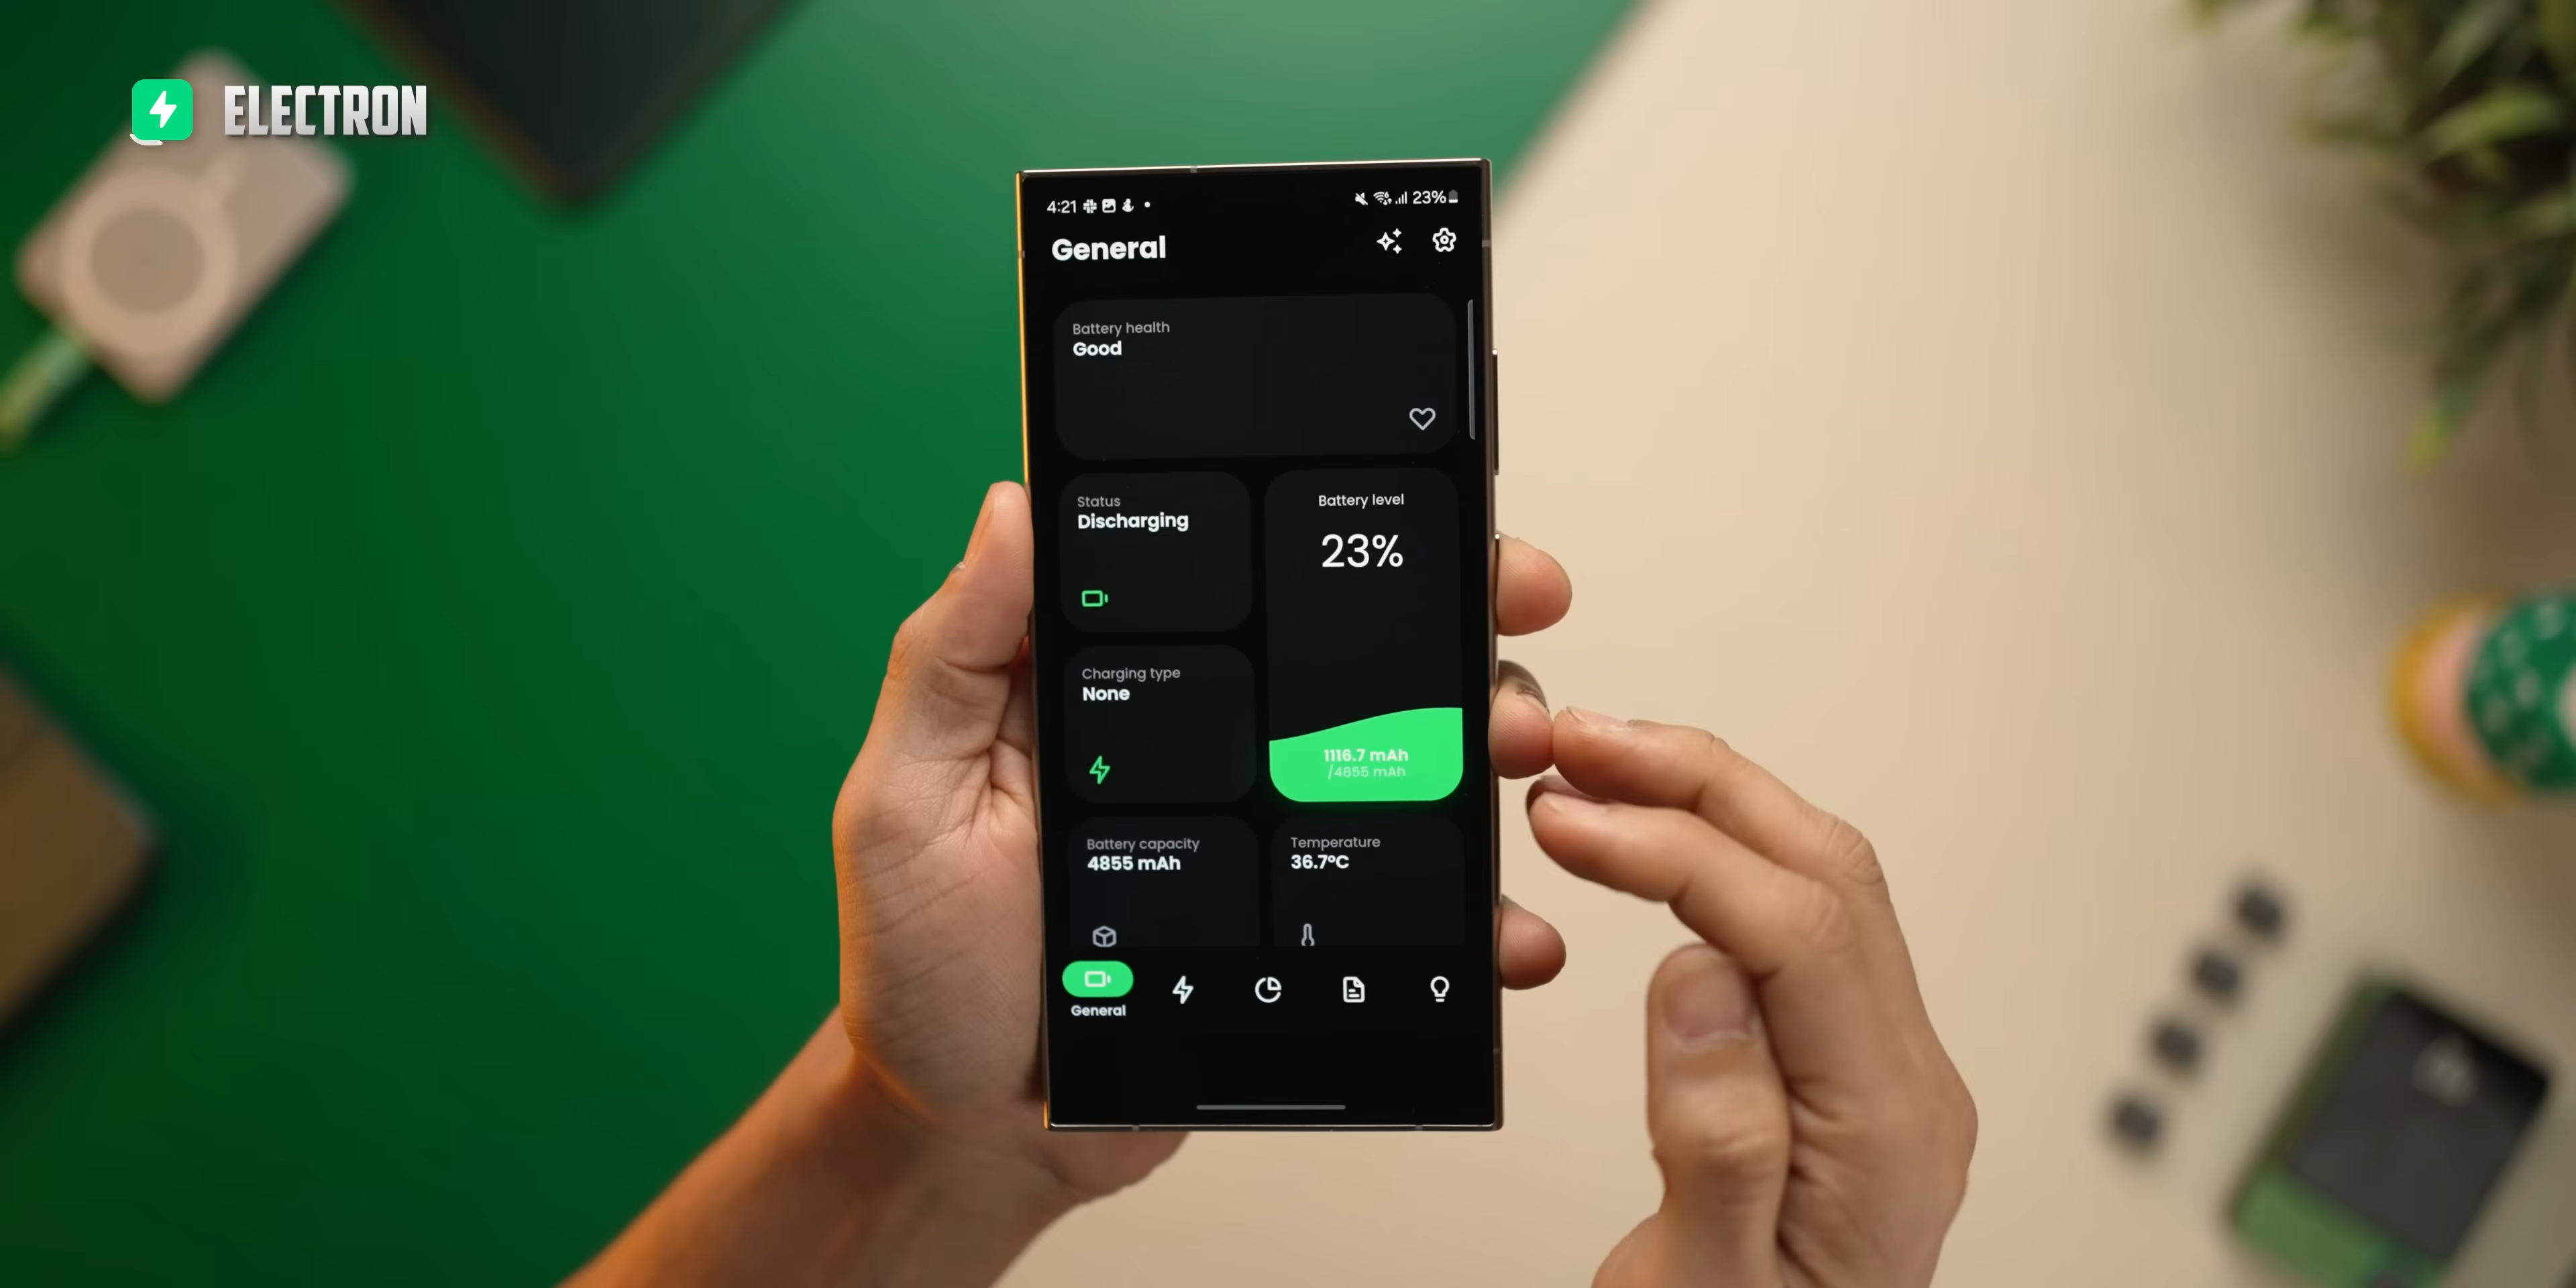 ELECTRON
4:21
23%
General
Battery health
Good
Status
Discharging
Battery level
23%
1116.7 mAh
/4855 mAh
Charging type
None
Battery capacity
4855 mAh
Temperature
36.7°C
General